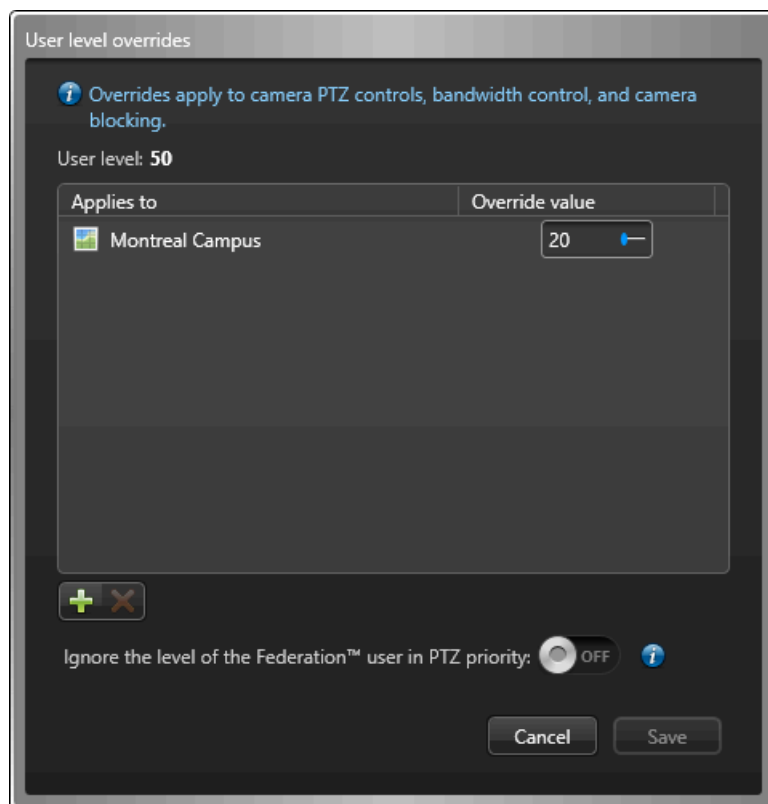 User level overrides
Overrides apply to camera PTZ controls, bandwidth control, and camera
blocking.
User level: 50
Applies to Override value
Montreal Campus 20
Ignore the level of the Federation™ user in PTZ priority: OFF
Cancel Save